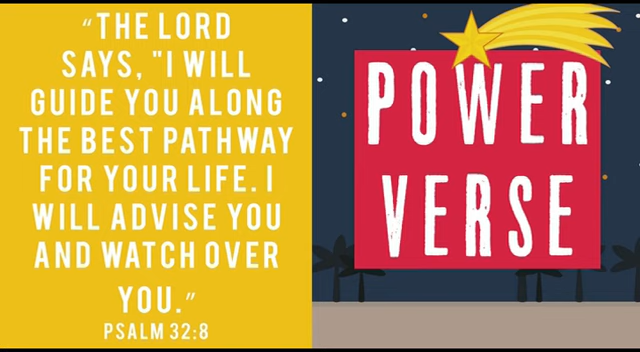 “THE LORD
SAYS, "I WILL
GUIDE YOU ALONG
THE BEST PATHWAY
FOR YOUR LIFE. I
WILL ADVISE YOU
AND WATCH OVER
YOU.”
PSALM 32:8
POWER
VERSE